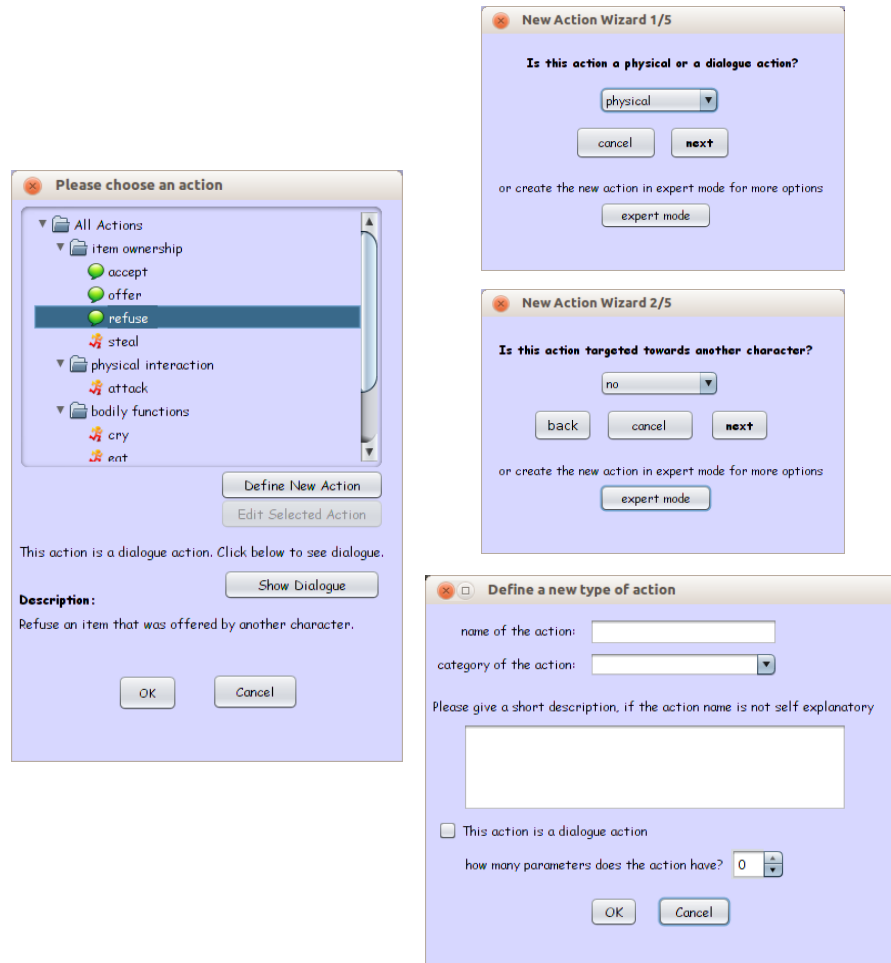 New Action Wizard 1/5
Is this action a physical or a dialogue action?
physical
cancel next
or create the new action in expert mode for more options
expert mode
Please choose an action
All Actions
item ownership
accept
offer
refuse
steal
physical interaction
attack
bodily functions
cry
eat
Define New Action
Edit Selected Action
This action is a dialogue action. Click below to see dialogue.
Show Dialogue
Description:
Refuse an item that was offered by another character.
OK Cancel
New Action Wizard 2/5
Is this action targeted towards another character?
no
back cancel next
or create the new action in expert mode for more options
expert mode
Define a new type of action
name of the action:
category of the action:
Please give a short description, if the action name is not self explanatory
This action is a dialogue action
how many parameters does the action have? 0
OK Cancel